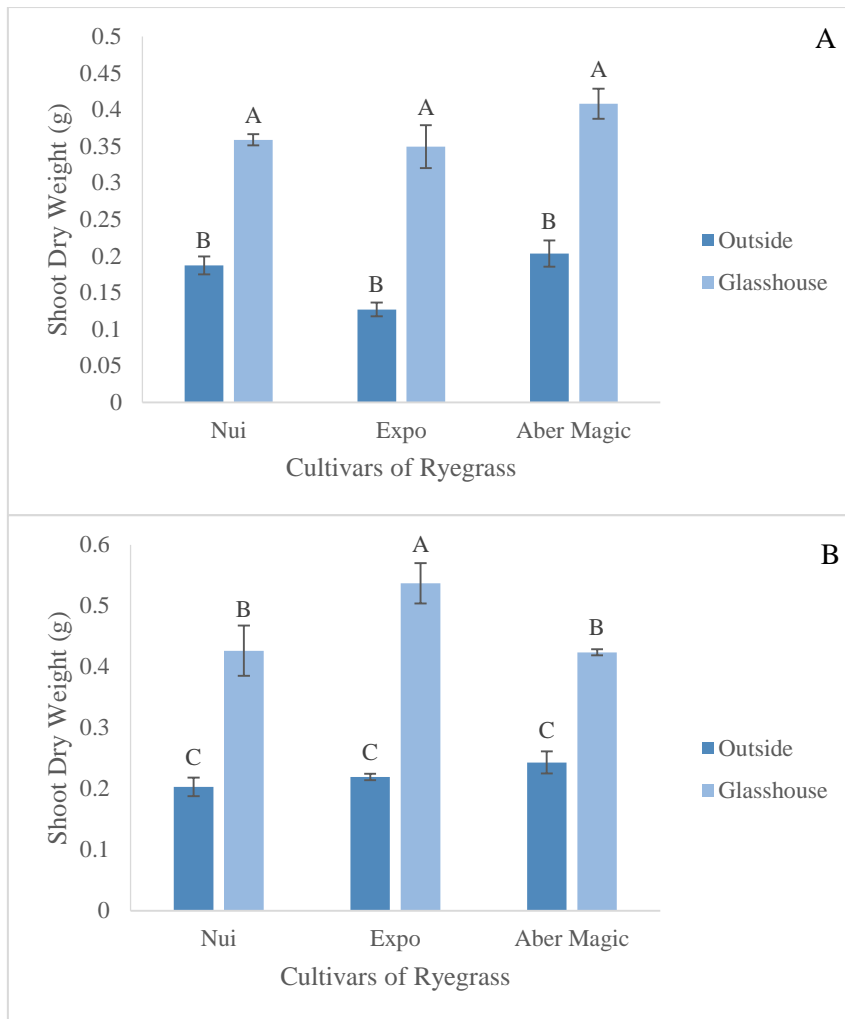 A
Shoot Dry Weight (g)
0.5
0.45
0.4
0.35
0.3
0.25
0.2
0.15
0.1
0.05
0
B
A
B
A
B
A
Nui
Expo
Aber Magic
Cultivars of Ryegrass
Outside
Glasshouse
B
Shoot Dry Weight (g)
0.6
0.5
0.4
0.3
0.2
0.1
0
C
B
C
A
C
B
Nui
Expo
Aber Magic
Cultivars of Ryegrass
Outside
Glasshouse